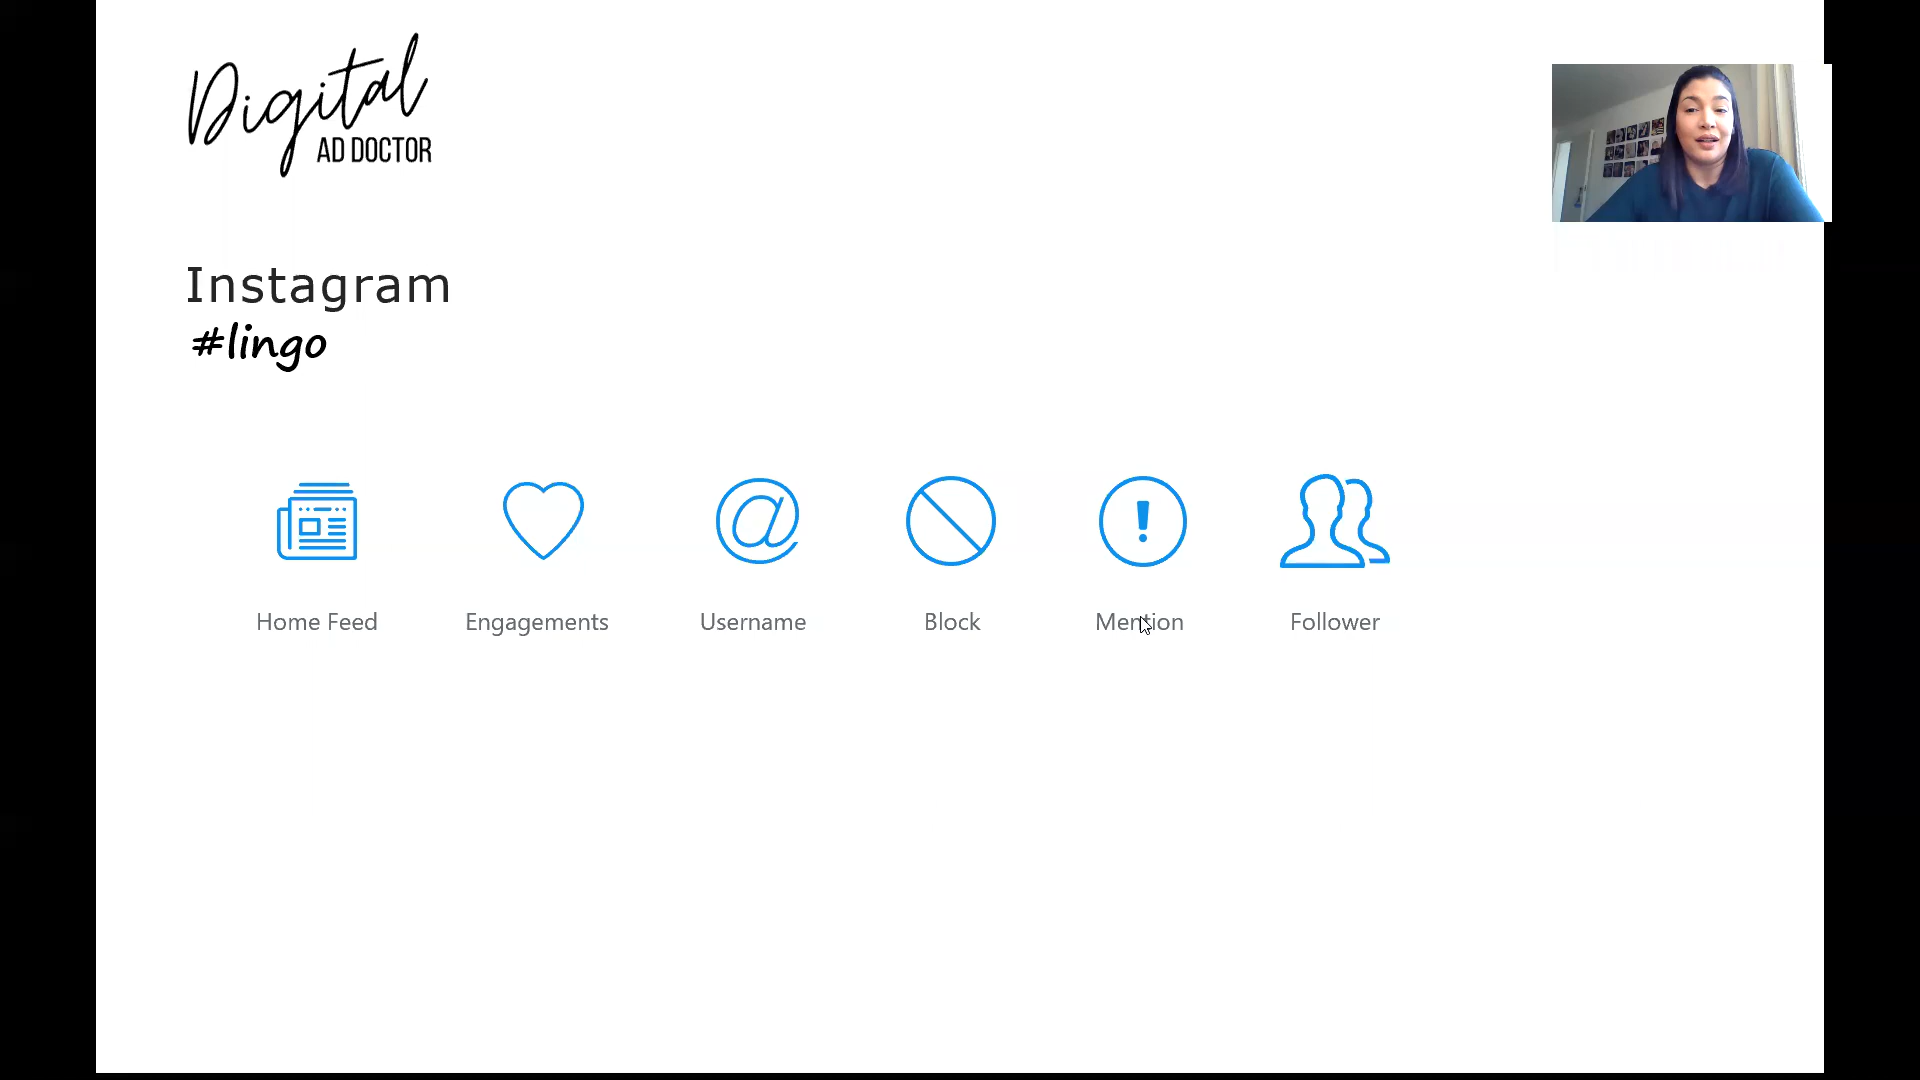 Digital
AD DOCTOR
Instagram
#lingo
Home Feed
Engagements
Username
Block
Mention
Follower